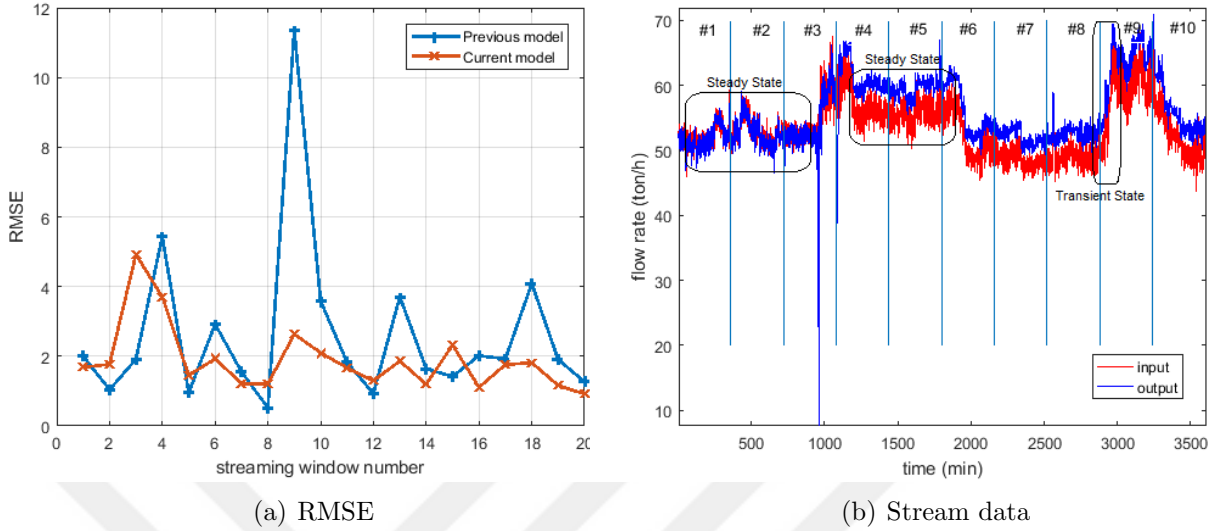 12
10
8
6
4
2
0
RMSE
Previous model
Current model
0 2 4 6 8 10 12 14 16 18 20
streaming window number
(a) RMSE
70
60
50
40
30
20
10
flow rate (ton/h)
#1 #2 #3 #4 #5 #6 #7 #8 #9 #10
Steady State
Steady State
Transient State
input
output
500 1000 1500 2000 2500 3000 3500
time (min)
(b) Stream data